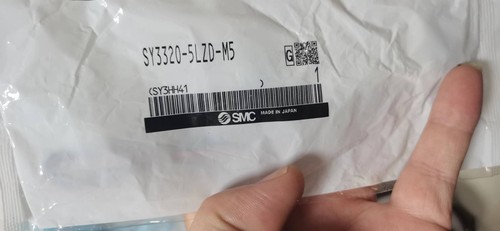 SY3320-5LZD-M5
G
(SY3HH41 )
1
SMC MADE IN JAPAN